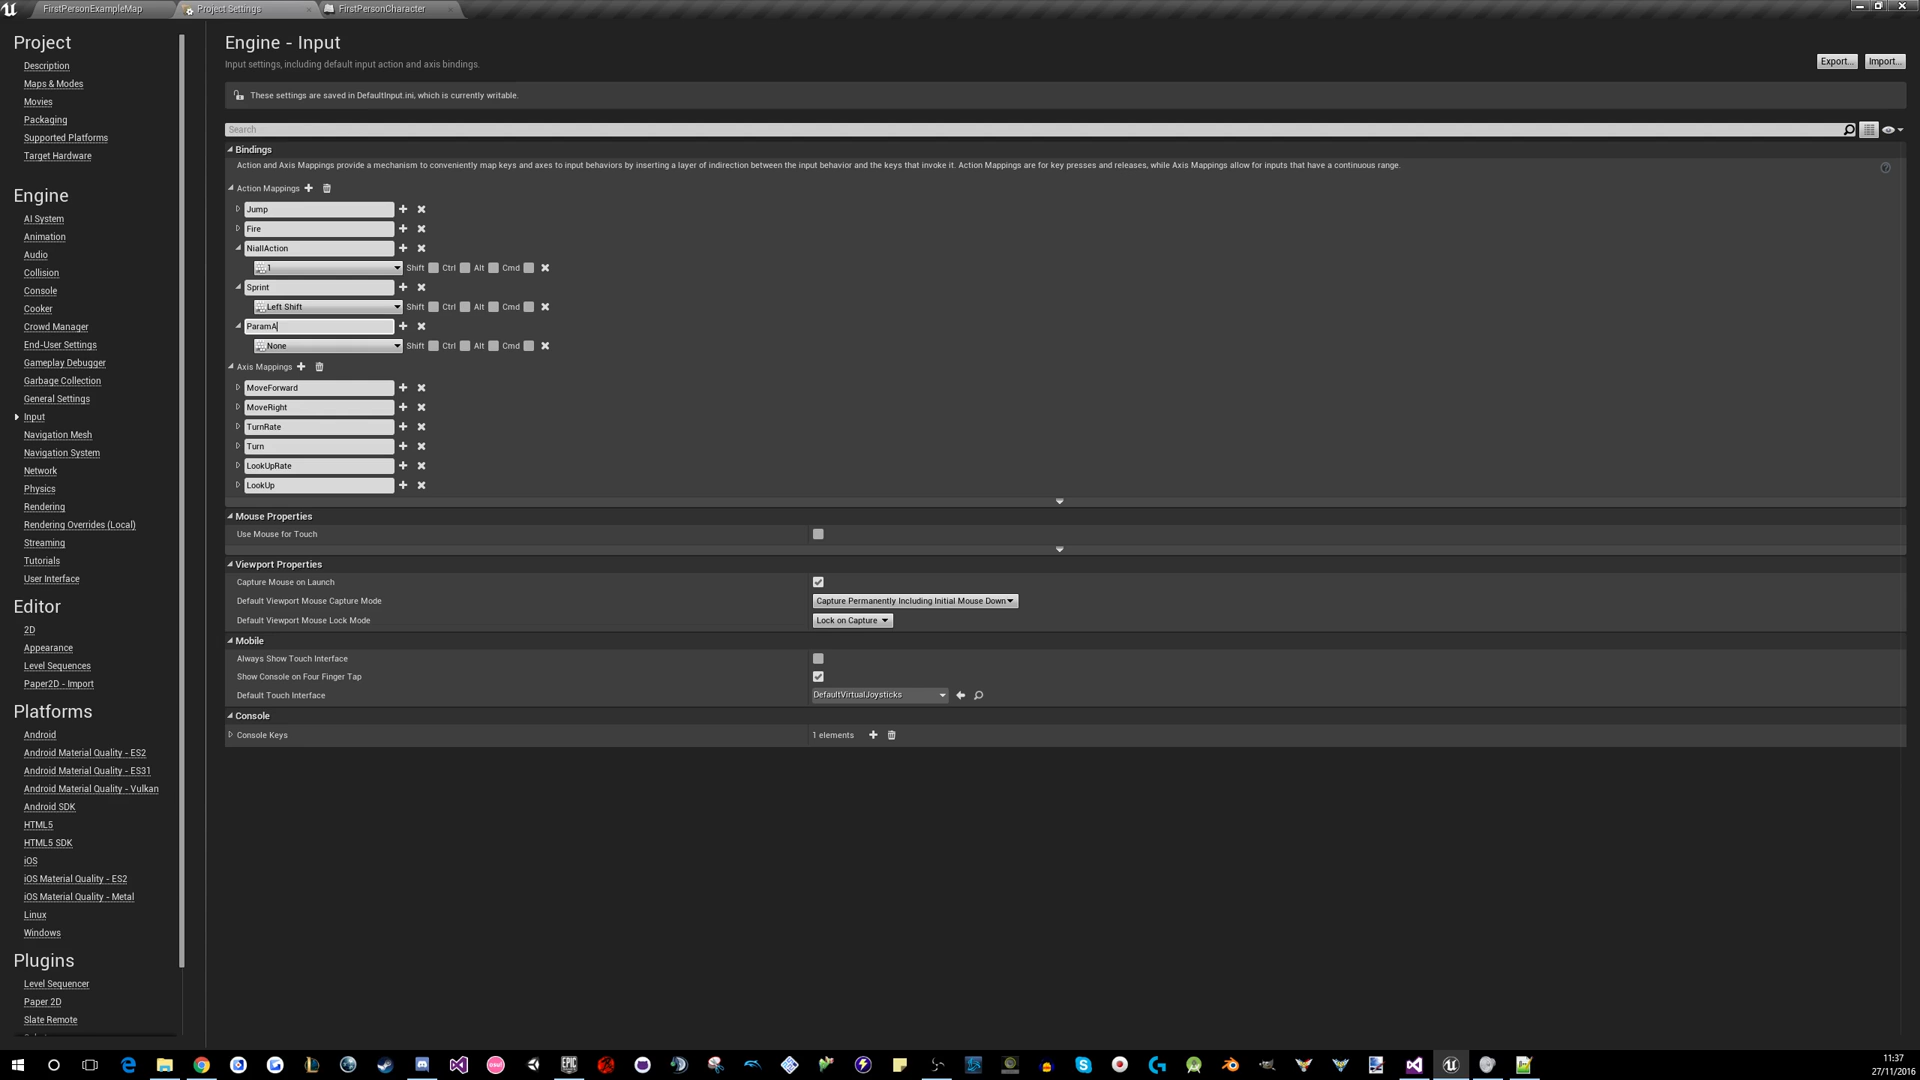 FirstPersonExampleMap
Project Settings
FirstPersonCharacter
Project
Description
Maps & Modes
Movies
Packaging
Supported Platforms
Target Hardware
Engine
AI System
Animation
Audio
Collision
Console
Cooker
Crowd Manager
End-User Settings
Gameplay Debugger
Garbage Collection
General Settings
Input
Navigation Mesh
Navigation System
Network
Physics
Rendering
Rendering Overrides (Local)
Streaming
Tutorials
User Interface
Editor
2D
Appearance
Level Sequences
Paper2D - Import
Platforms
Android
Android Material Quality - ES2
Android Material Quality - ES31
Android Material Quality - Vulkan
Android SDK
HTML5
HTML5 SDK
iOS
iOS Material Quality - ES2
iOS Material Quality - Metal
Linux
Windows
Plugins
Level Sequencer
Paper 2D
Slate Remote
Engine - Input
Input settings, including default input action and axis bindings.
Export...
Import...
These settings are saved in DefaultInput.ini, which is currently writable.
Search
Bindings
Action and Axis Mappings provide a mechanism to conveniently map keys and axes to input behaviors by inserting a layer of indirection between the input behavior and the keys that invoke it. Action Mappings are for key presses and releases, while Axis Mappings allow for inputs that have a continuous range.
Action Mappings
Jump
Fire
NiallAction
1 Shift Ctrl Alt Cmd
Sprint
Left Shift Shift Ctrl Alt Cmd
ParamA
None Shift Ctrl Alt Cmd
Axis Mappings
MoveForward
MoveRight
TurnRate
Turn
LookUpRate
LookUp
Mouse Properties
Use Mouse for Touch
Viewport Properties
Capture Mouse on Launch
Default Viewport Mouse Capture Mode Capture Permanently Including Initial Mouse Down
Default Viewport Mouse Lock Mode Lock on Capture
Mobile
Always Show Touch Interface
Show Console on Four Finger Tap
Default Touch Interface DefaultVirtualJoysticks
Console
Console Keys 1 elements
EPIC
osu!
11:37
27/11/2016